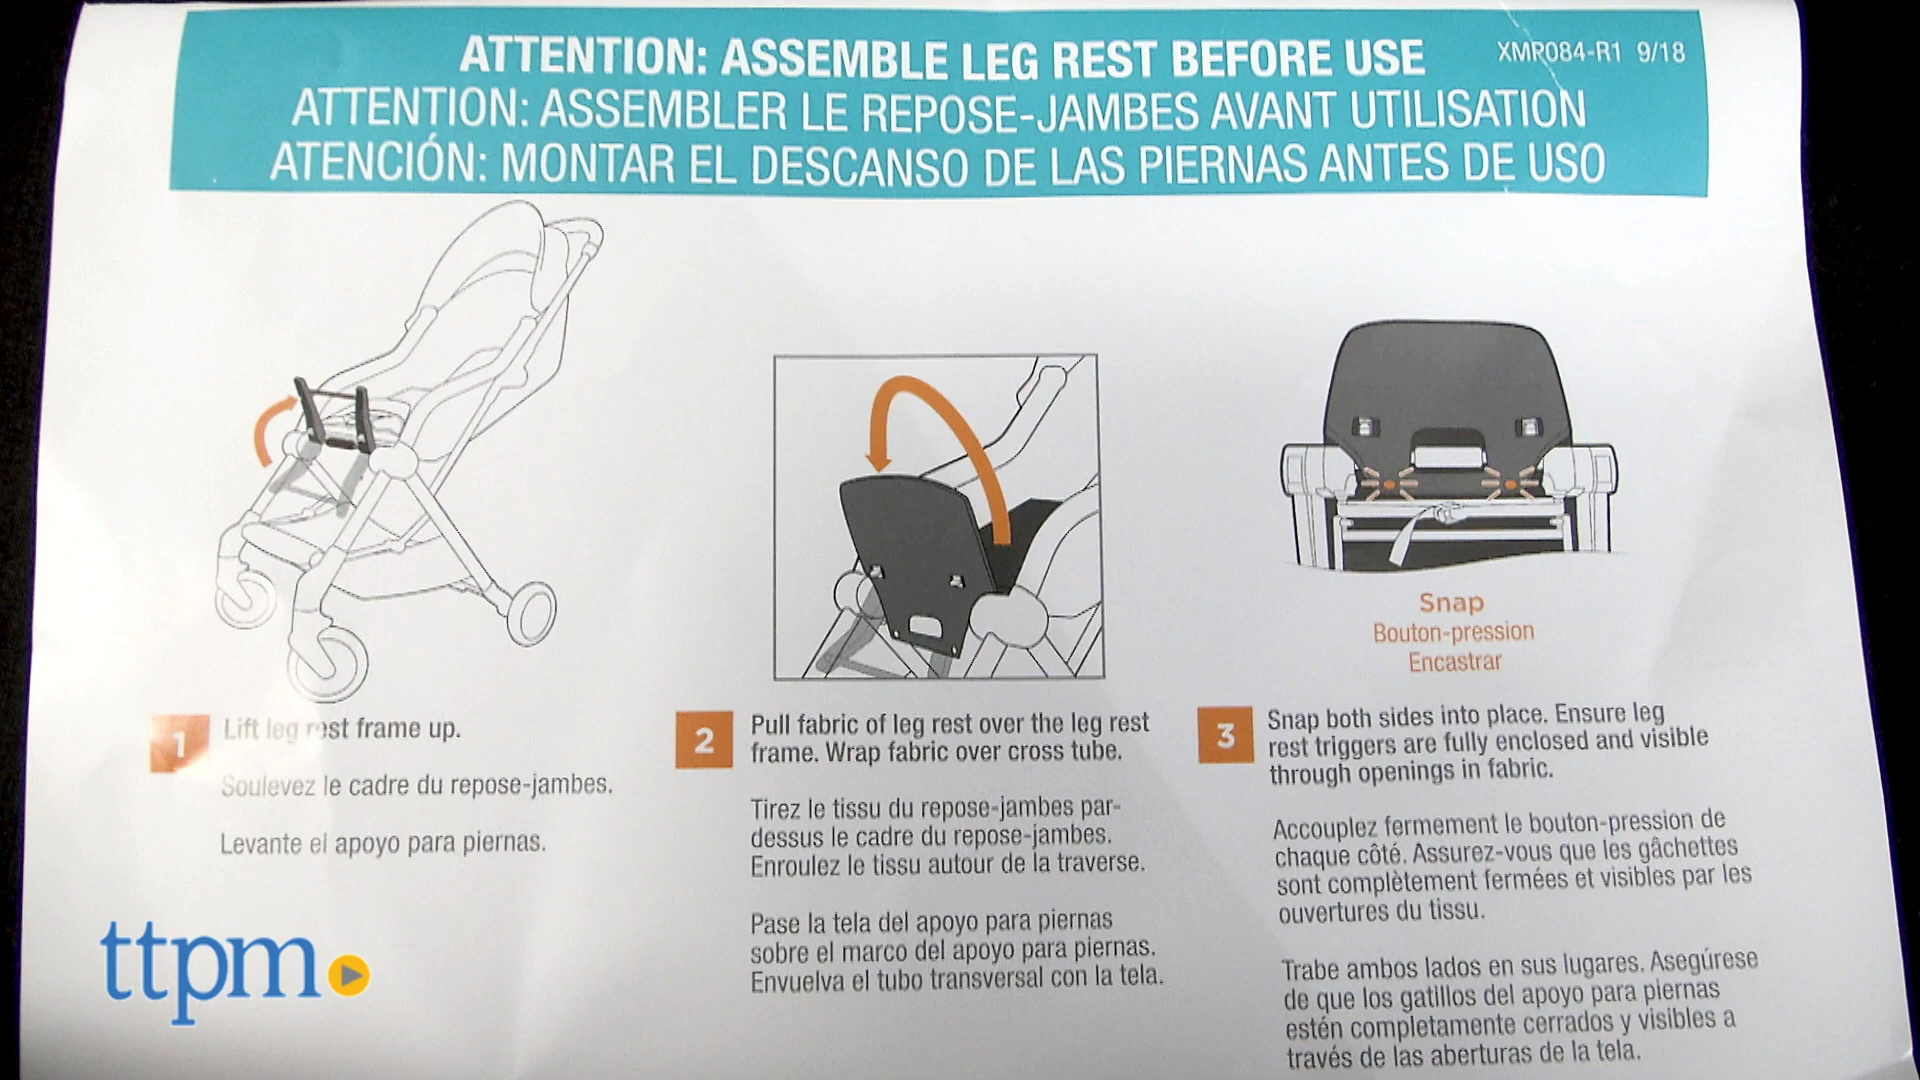 ATTENTION: ASSEMBLE LEG REST BEFORE USE
XMR084-R1 9/18
ATTENTION: ASSEMBLER LE REPOSE-JAMBES AVANT UTILISATION
ATENCIÓN: MONTAR EL DESCANSO DE LAS PIERNAS ANTES DE USO
Snap
Bouton-pression
Encastrar
1
Lift leg rest frame up.
Soulevez le cadre du repose-jambes.
Levante el apoyo para piernas.
2
Pull fabric of leg rest over the leg rest
frame. Wrap fabric over cross tube.
Tirez le tissu du repose-jambes par-
dessus le cadre du repose-jambes.
Enroulez le tissu autour de la traverse.
Pase la tela del apoyo para piernas
sobre el marco del apoyo para piernas.
Envuelva el tubo transversal con la tela.
3
Snap both sides into place. Ensure leg
rest triggers are fully enclosed and visible
through openings in fabric.
Accouplez fermement le bouton-pression de
chaque côté. Assurez-vous que les gâchettes
sont complètement fermées et visibles par les
ouvertures du tissu.
Trabe ambos lados en sus lugares. Asegúrese
de que los gatillos del apoyo para piernas
estén completamente cerrados y visibles a
través de las aberturas de la tela.
ttpm